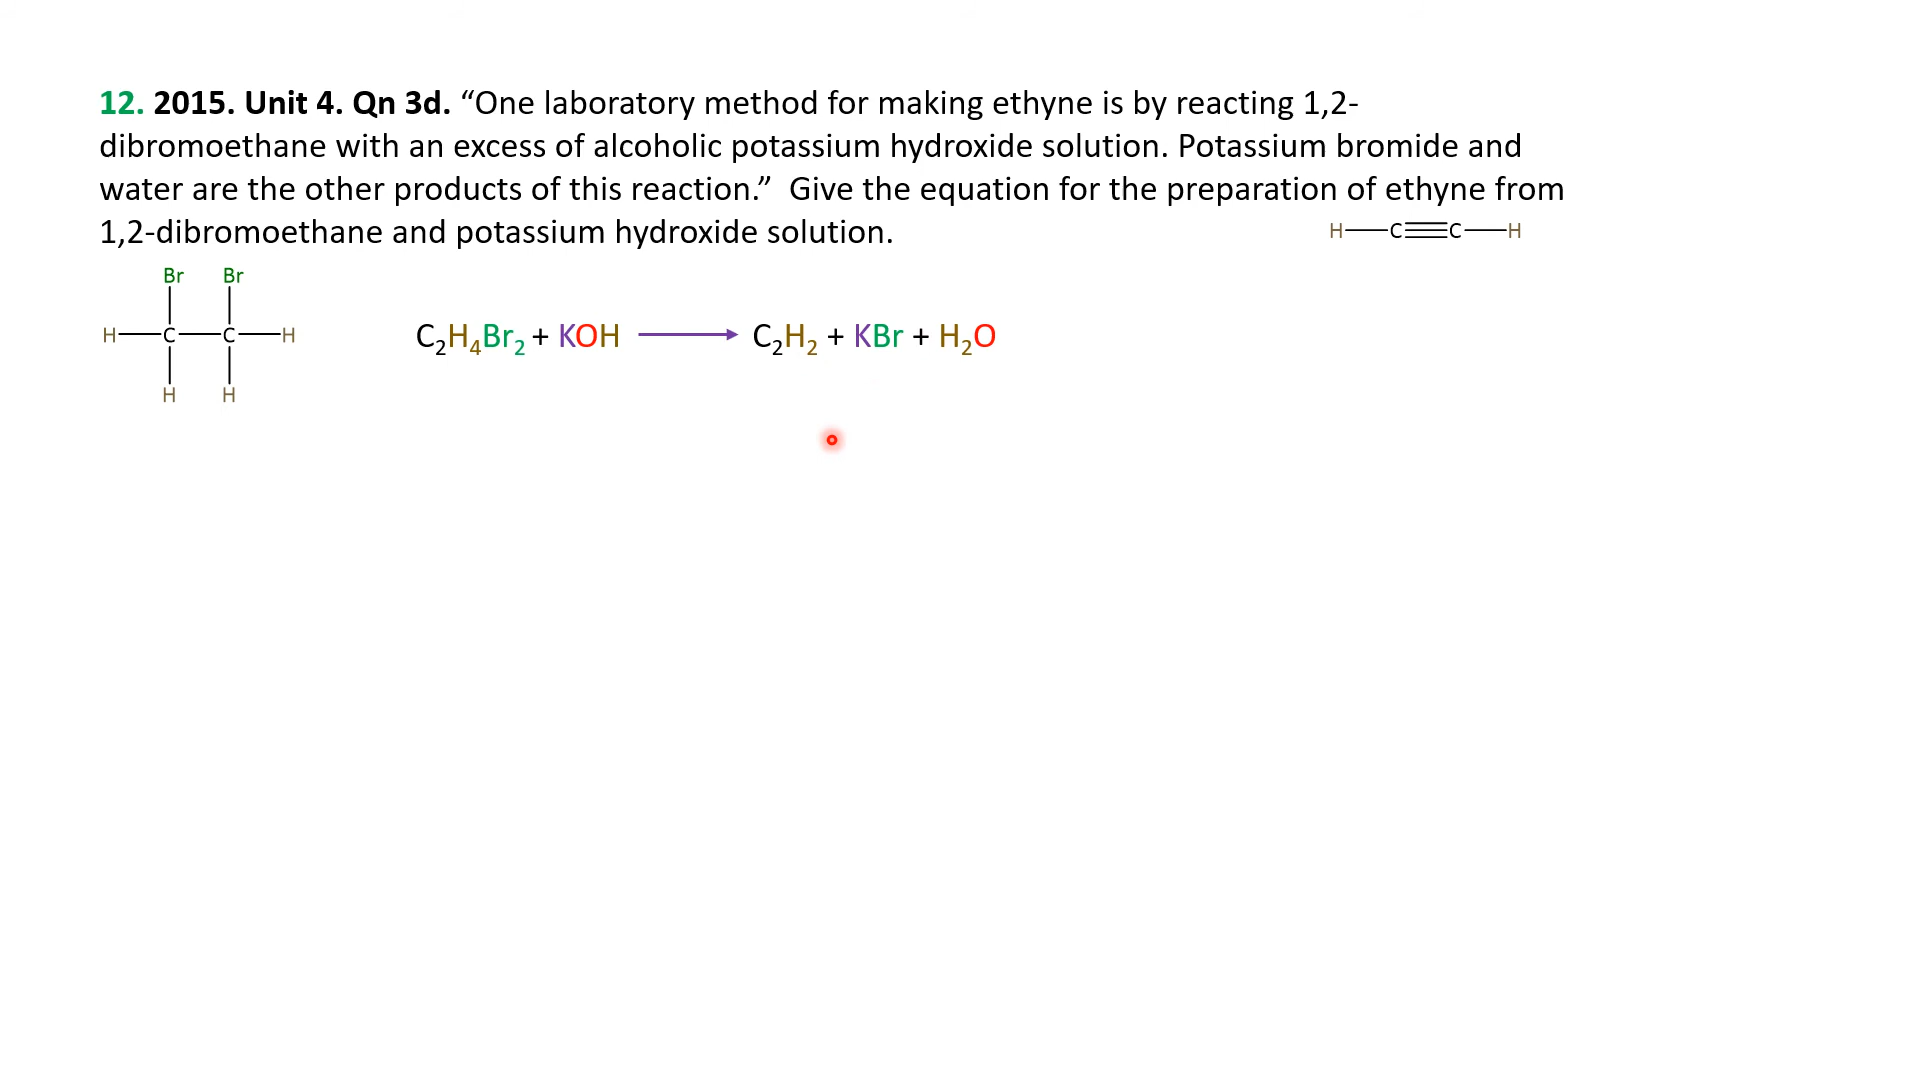 12. 2015. Unit 4. Qn 3d. “One laboratory method for making ethyne is by reacting 1,2-
dibromoethane with an excess of alcoholic potassium hydroxide solution. Potassium bromide and
water are the other products of this reaction.” Give the equation for the preparation of ethyne from
1,2-dibromoethane and potassium hydroxide solution.
H C C H
Br Br
H C C H
H H
C₂H₄Br₂ + KOH ⟶ C₂H₂ + KBr + H₂O